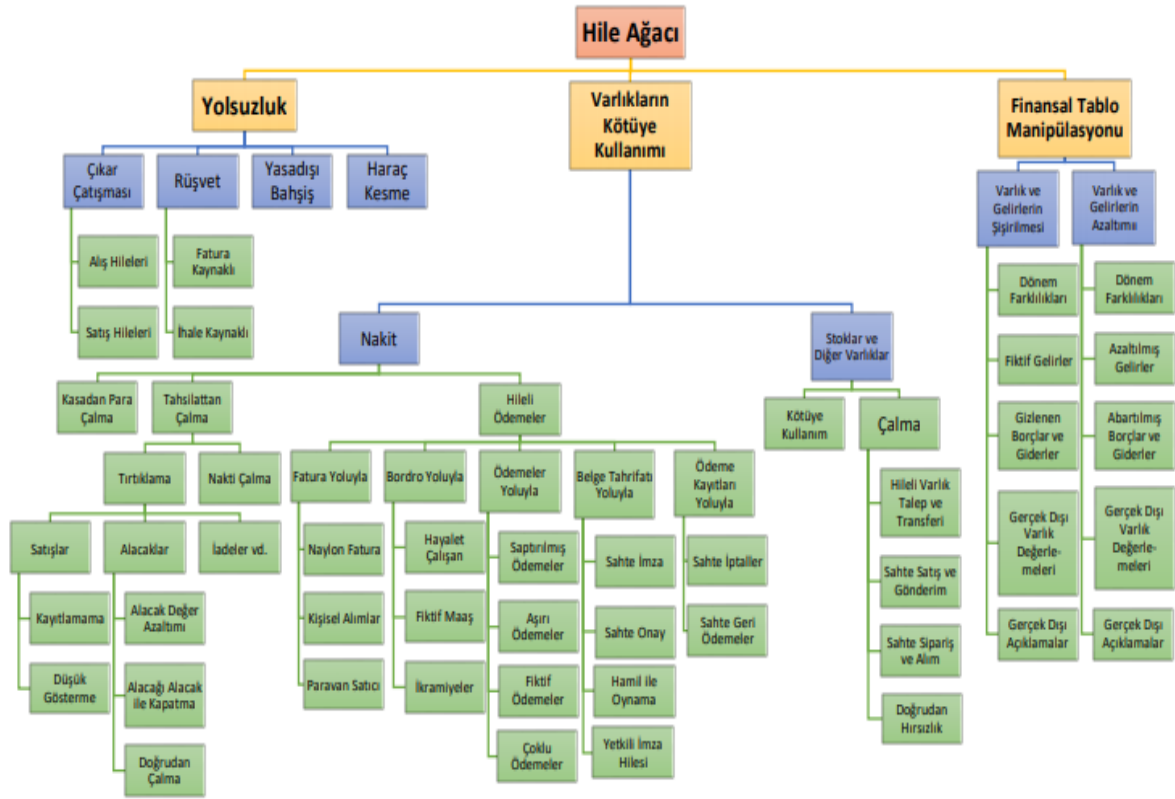 Hile Ağacı
Yolsuzluk
Varlıkların
Kötüye
Kullanımı
Finansal Tablo
Manipülasyonu
Çıkar
Çatışması
Rüşvet
Yasadışı
Bahşiş
Haraç
Kesme
Alış Hileleri
Satış Hileleri
Fatura
Kaynaklı
İhale Kaynaklı
Varlık ve
Gelirlerin
Şişirilmesi
Varlık ve
Gelirlerin
Azaltımıı
Dönem
Farklılıkları
Fiktif Gelirler
Gizlenen
Borçlar ve
Giderler
Gerçek Dışı
Varlık
Değerle-
meleri
Gerçek Dışı
Açıklamalar
Dönem
Farklılıkları
Azaltılmış
Gelirler
Abartılmış
Borçlar ve
Giderler
Gerçek Dışı
Varlık
Değerle-
meleri
Gerçek Dışı
Açıklamalar
Nakit
Stoklar ve
Diğer Varlıklar
Kasadan Para
Çalma
Tahsilattan
Çalma
Hileli
Ödemeler
Kötüye
Kullanım
Çalma
Tırtıklama
Nakti Çalma
Fatura Yoluyla
Bordro Yoluyla
Ödemeler
Yoluyla
Belge Tahrifatı
Yoluyla
Ödeme
Kayıtları
Yoluyla
Satışlar
Alacaklar
İadeler vd.
Kayıtlamama
Düşük
Gösterme
Alacak Değer
Azaltımı
Alacağı Alacak
ile Kapatma
Doğrudan
Çalma
Naylon Fatura
Kişisel Alımlar
Paravan Satıcı
Hayalet
Çalışan
Fiktif Maaş
İkramiyeler
Saptırılmış
Ödemeler
Aşırı
Ödemeler
Fiktif
Ödemeler
Çoklu
Ödemeler
Sahte İmza
Sahte Onay
Hamil ile
Oynama
Yetkili İmza
Hilesi
Sahte İptaller
Sahte Geri
Ödemeler
Hileli Varlık
Talep ve
Transferi
Sahte Satış ve
Gönderim
Sahte Sipariş
ve Alım
Doğrudan
Hırsızlık